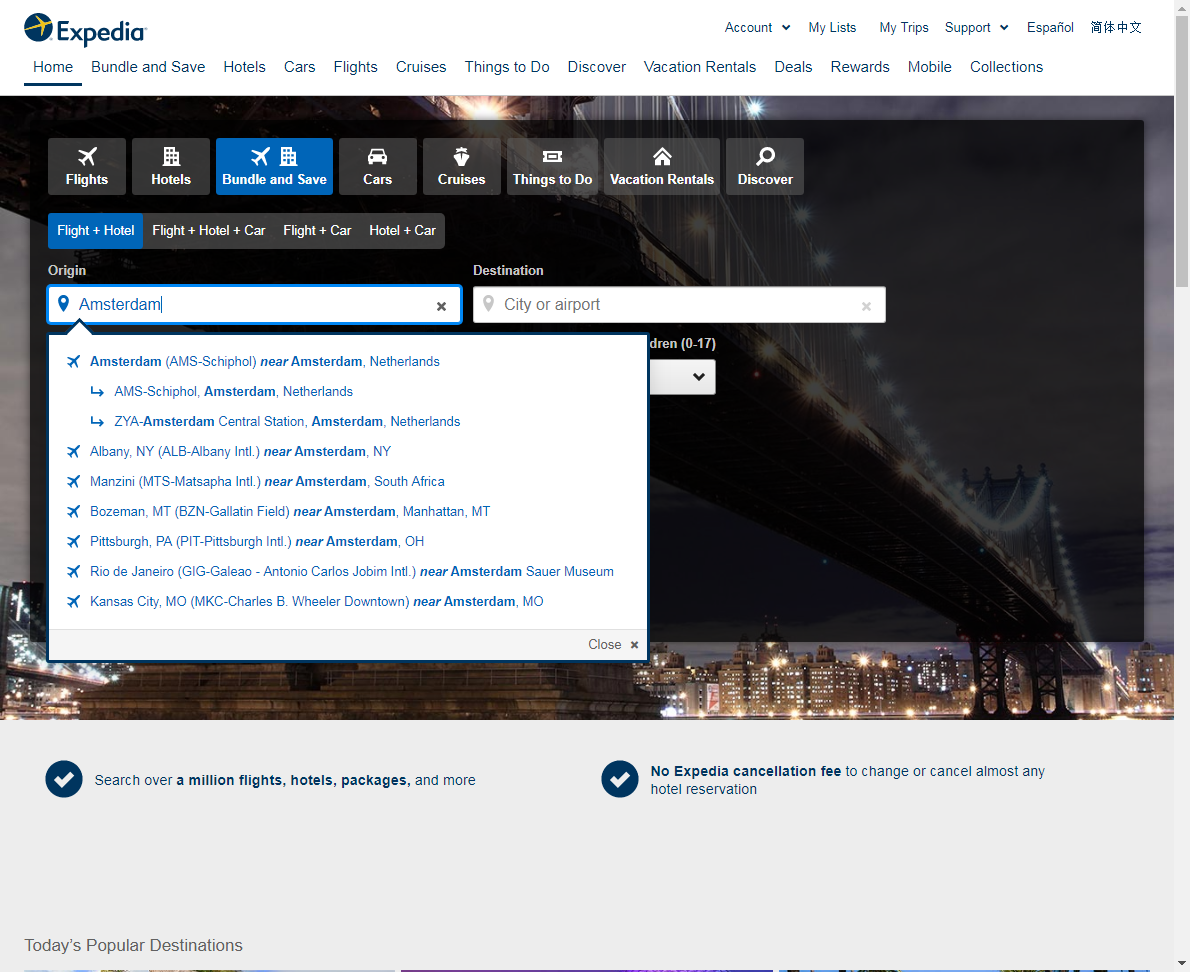 Expedia
Account My Lists My Trips Support Español 简体中文
Home Bundle and Save Hotels Cars Flights Cruises Things to Do Discover Vacation Rentals Deals Rewards Mobile Collections
Flights Hotels Bundle and Save Cars Cruises Things to Do Vacation Rentals Discover
Flight + Hotel Flight + Hotel + Car Flight + Car Hotel + Car
Origin Destination
Amsterdam City or airport
dren (0-17)
Amsterdam (AMS-Schiphol) near Amsterdam, Netherlands
AMS-Schiphol, Amsterdam, Netherlands
ZYA-Amsterdam Central Station, Amsterdam, Netherlands
Albany, NY (ALB-Albany Intl.) near Amsterdam, NY
Manzini (MTS-Matsapha Intl.) near Amsterdam, South Africa
Bozeman, MT (BZN-Gallatin Field) near Amsterdam, Manhattan, MT
Pittsburgh, PA (PIT-Pittsburgh Intl.) near Amsterdam, OH
Rio de Janeiro (GIG-Galeao - Antonio Carlos Jobim Intl.) near Amsterdam Sauer Museum
Kansas City, MO (MKC-Charles B. Wheeler Downtown) near Amsterdam, MO
Close
Search over a million flights, hotels, packages, and more
No Expedia cancellation fee to change or cancel almost any
hotel reservation
Today’s Popular Destinations